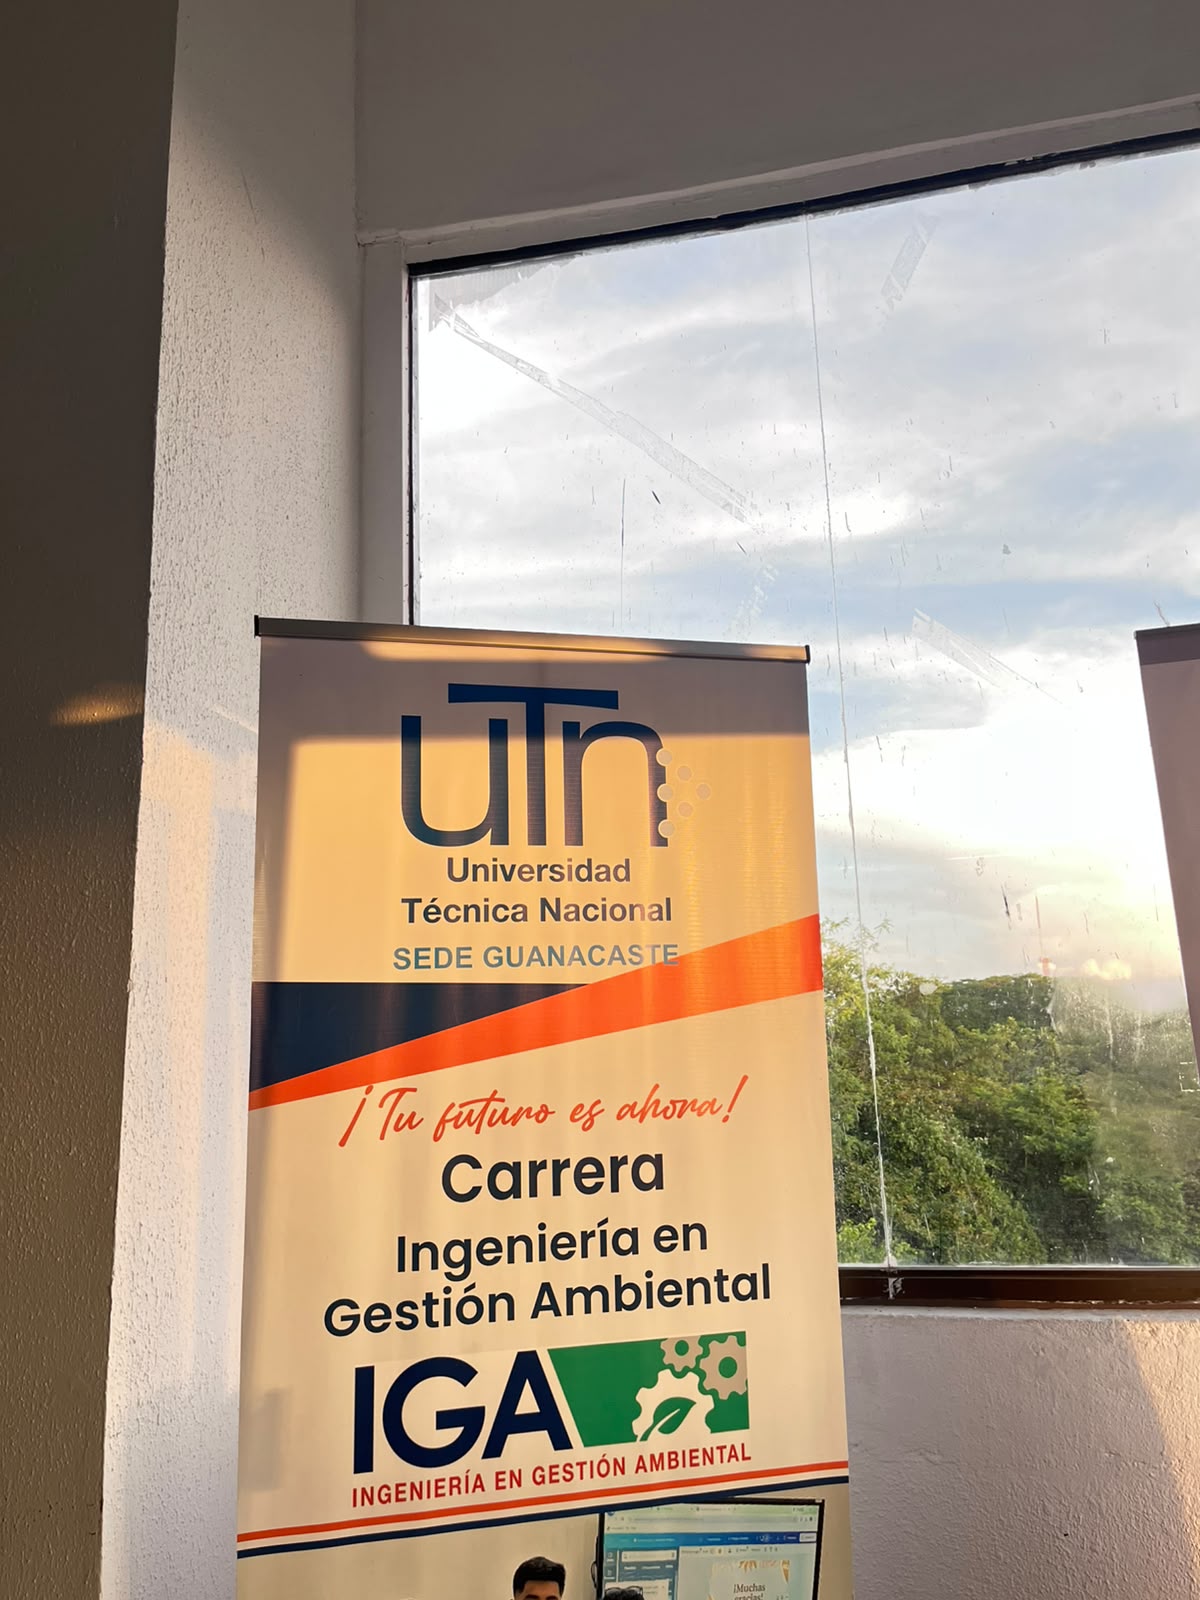 uTn
Universidad
Técnica Nacional
SEDE GUANACASTE
¡Tu futuro es ahora!
Carrera
Ingeniería en
Gestión Ambiental
IGA
INGENIERÍA EN GESTIÓN AMBIENTAL
¡Muchas
gracias!